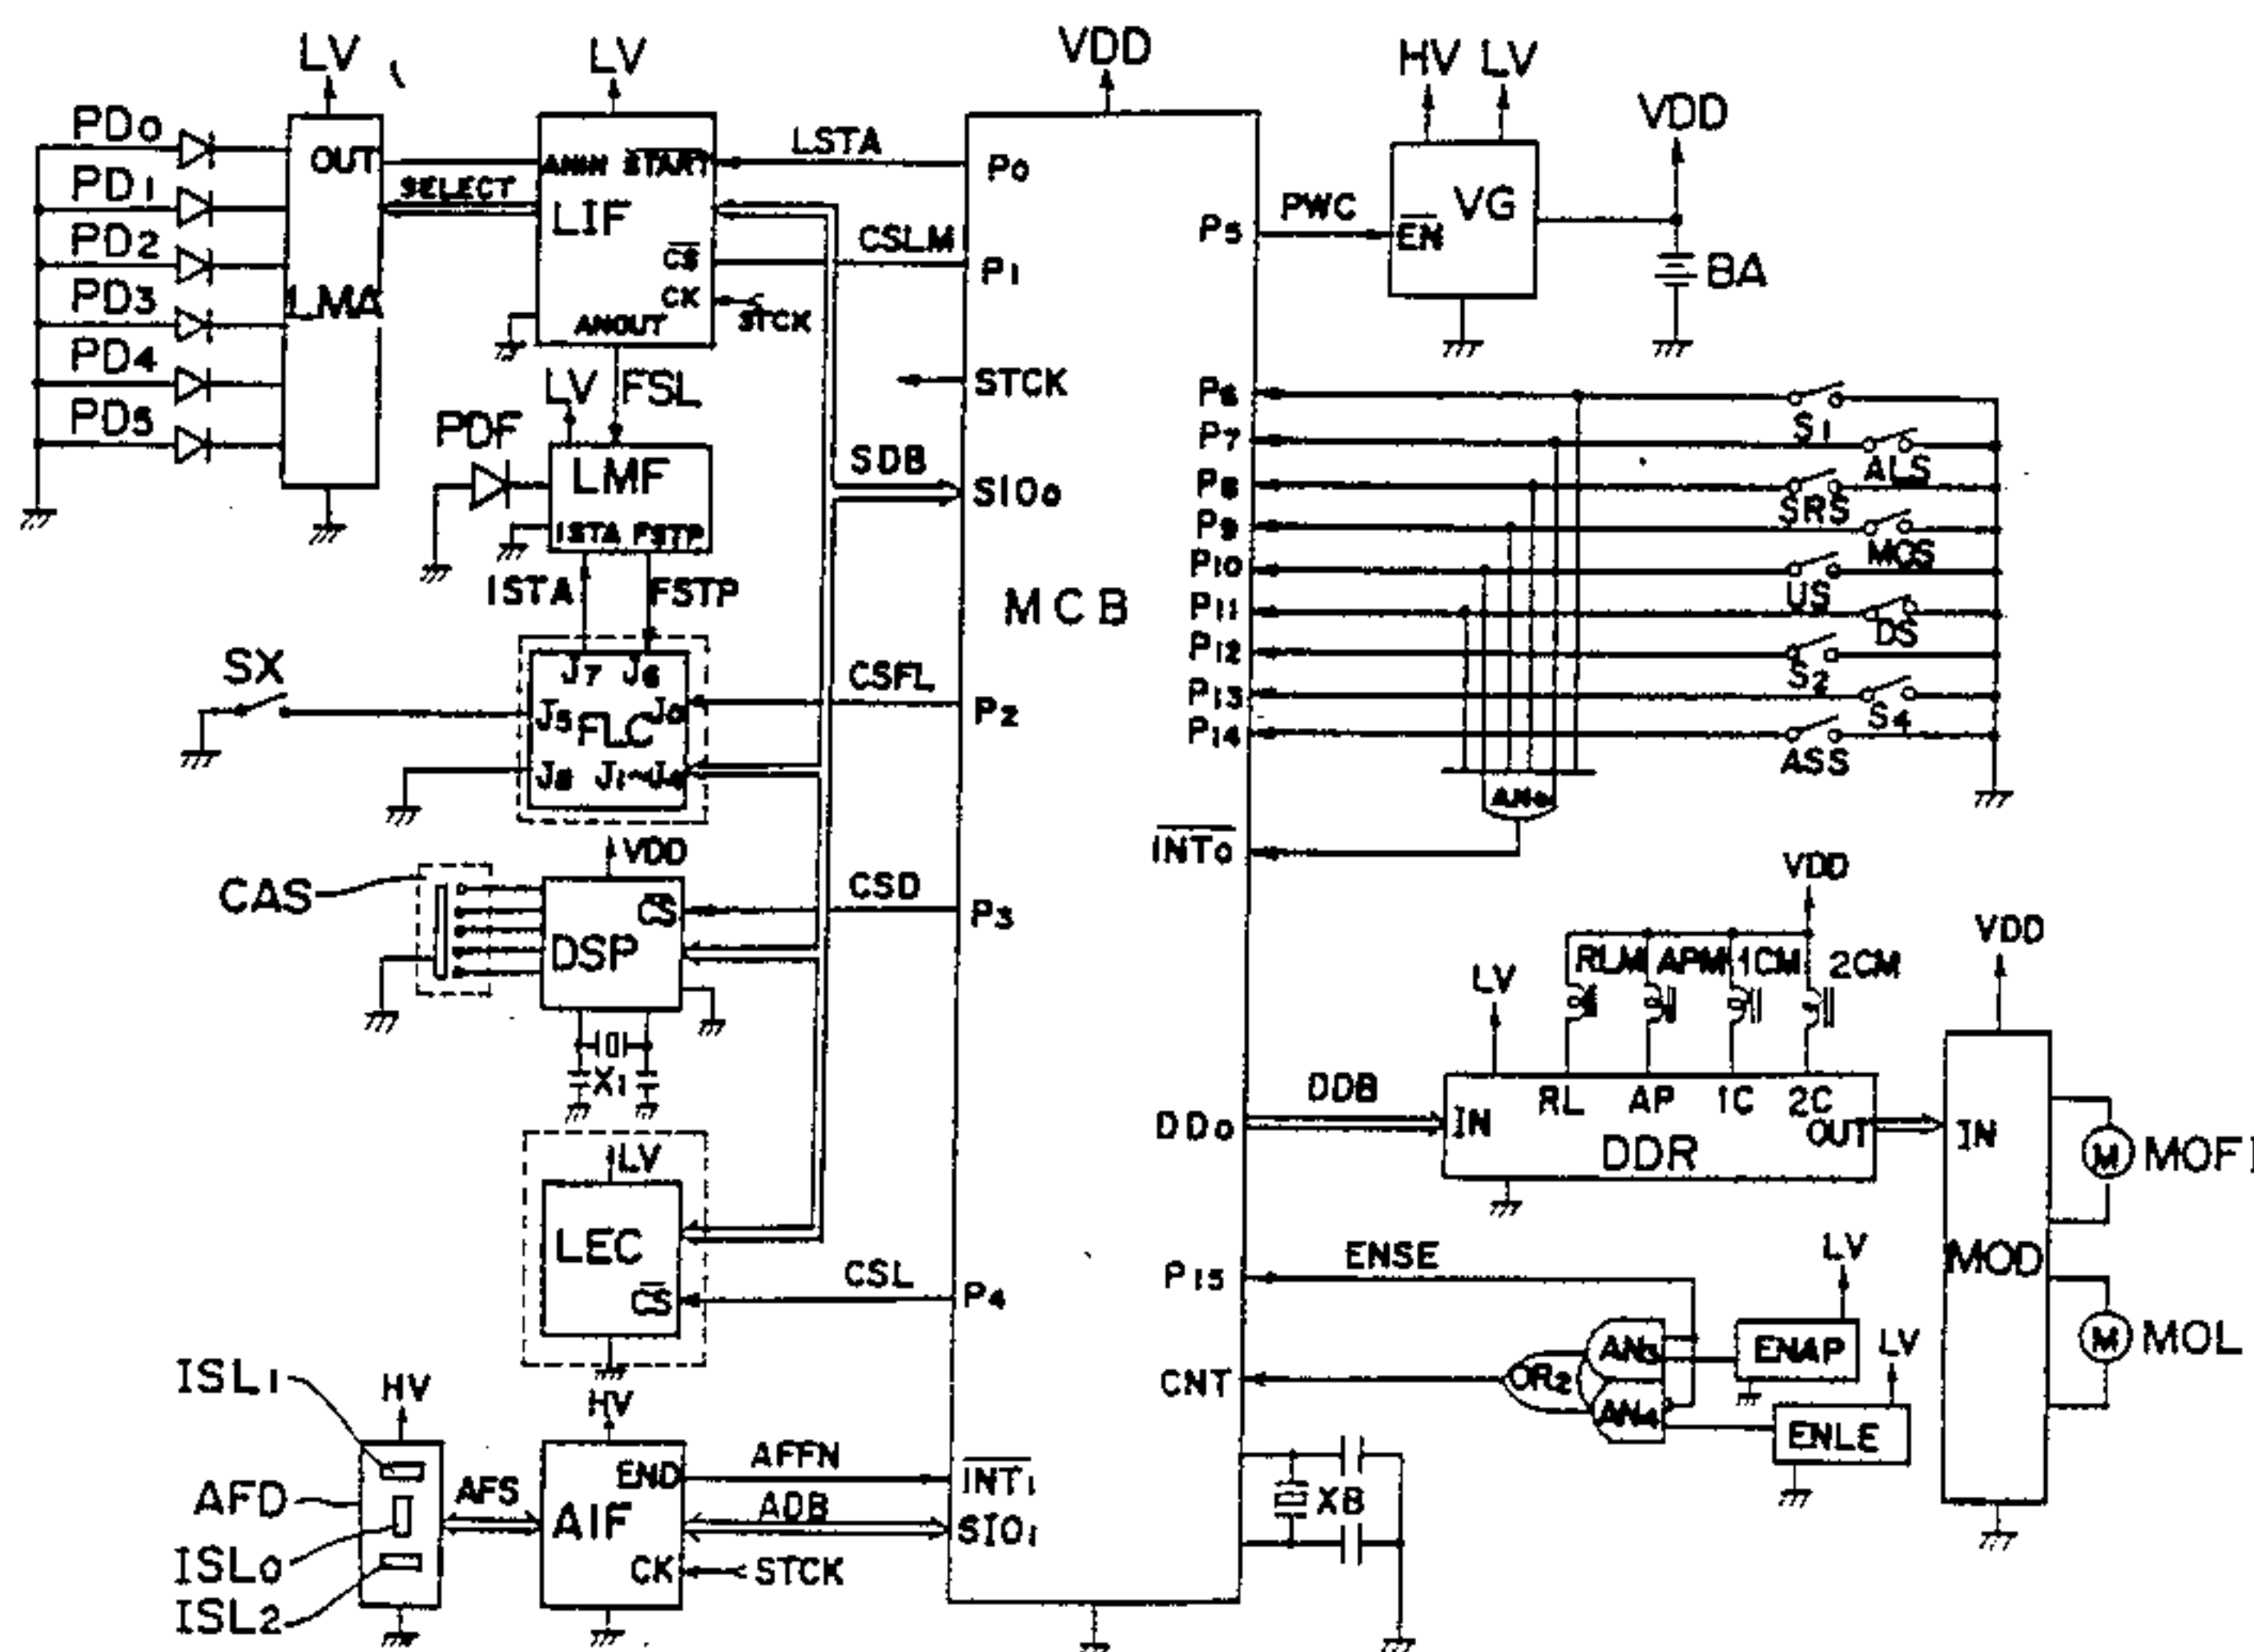 LV
LV
VDD
HV
LV
VDD
PD0
PD1
PD2
PD3
PD4
PD5
OUT
LMA
SELECT
ANIN
START
LIF
CS
CK
ANOUT
STCK
LSTA
CSLM
P0
P1
STCK
P5
PWC
EN
VG
BA
LV
FSL
PDF
LMF
ISTA
FSTP
ISTA
FSTP
SDB
SIO0
MCB
P6
P7
P8
P9
P10
P11
P12
P13
P14
S1
ALS
SRS
MOS
US
DS
S2
S4
ASS
AN0
INT0
SX
J7
J6
J5
FLC
J0
J8
J1~J4
CSFL
P2
VDD
CAS
DSP
CS
CSD
P3
X1
LV
LEC
CS
CSL
P4
VDD
RLM
APM
1CM
2CM
VDD
LV
DD0
DDB
IN
RL
AP
1C
2C
OUT
DDR
IN
MOD
M
MOF1
M
MOL
P15
ENSE
LV
AN3
ENAP
LV
CNT
OR2
AN4
ENLE
ISL1
HV
HV
AFD
AFS
END
AIF
CK
STCK
AFFN
ADB
INT1
SIO1
XB
ISL0
ISL2